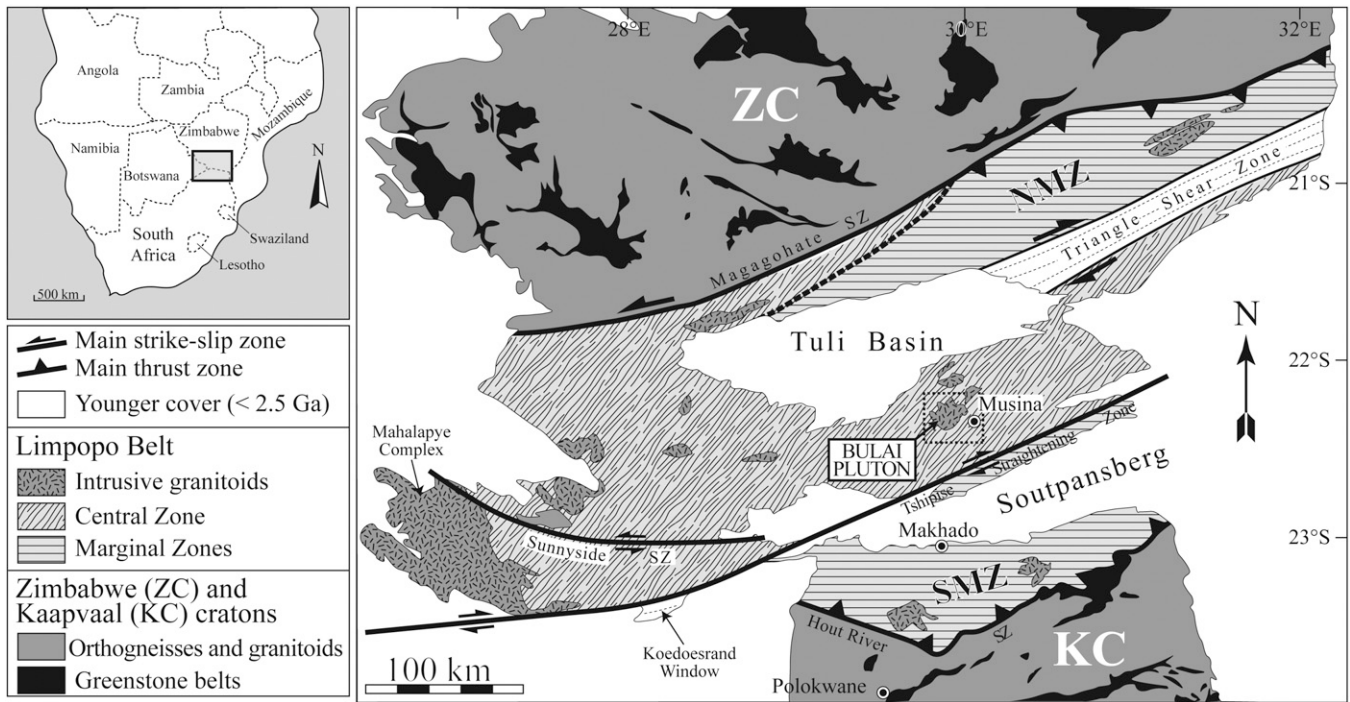 Angola
Zambia
Zimbabwe
Mozambique
Namibia
Botswana
N
South
Africa
Swaziland
Lesotho
500 km
Main strike-slip zone
Main thrust zone
Younger cover (< 2.5 Ga)
Limpopo Belt
Intrusive granitoids
Central Zone
Marginal Zones
Zimbabwe (ZC) and
Kaapvaal (KC) cratons
Orthogneisses and granitoids
Greenstone belts
28°E
30°E
32°E
ZC
NMZ
21°S
Triangle Shear Zone
Magagohate SZ
Tuli Basin
N
22°S
Musina
BULAI
PLUTON
Mahalapye
Complex
Tshipise Straightening Zone
Soutpansberg
Makhado
23°S
Sunnyside SZ
SMZ
Hout River SZ
Koedoesrand
Window
KC
100 km
Polokwane